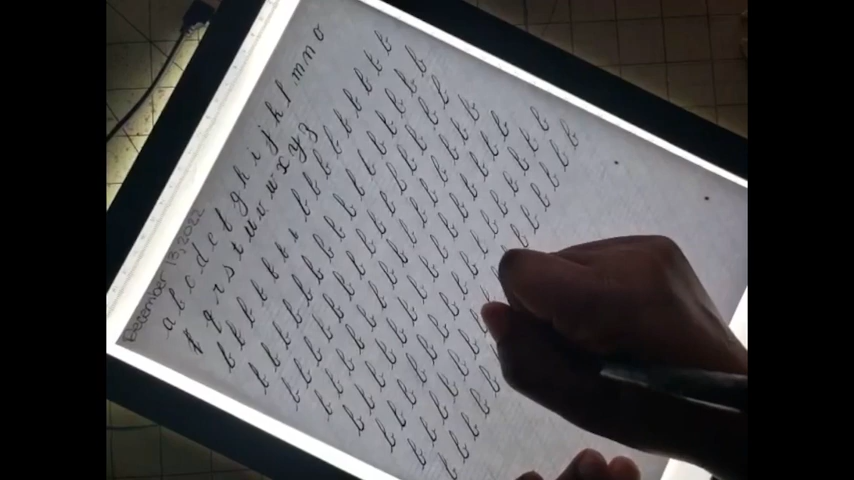 December 13, 2022
a b c d e f g h i j k l m n o
p q r s t u v w x y z
b b b b b b b b b b b b b b b
b b b b b b b b b b b b b b b
b b b b b b b b b b b b b b
b b b b b b b b b b b b b b
b b b b b b b b b b b b b b
b b b b b b b b b b b b b b
b b b b b b b b b b b b
b b b b b